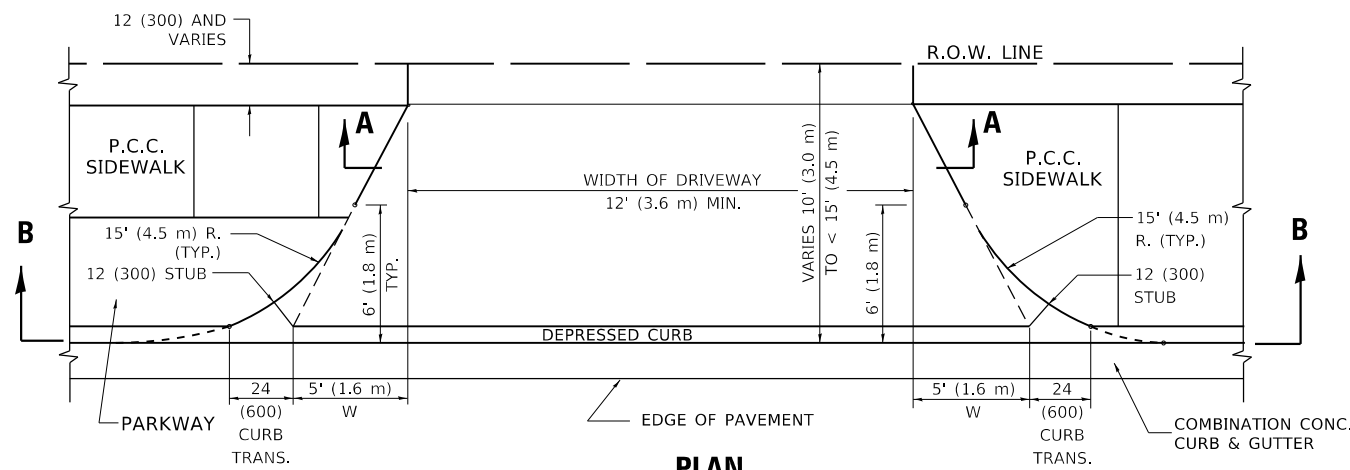 12 (300) AND
VARIES
R.O.W. LINE
A
A
P.C.C.
SIDEWALK
P.C.C.
SIDEWALK
WIDTH OF DRIVEWAY
12' (3.6 m) MIN.
VARIES 10' (3.0 m)
TO < 15' (4.5 m)
B
B
15' (4.5 m) R.
(TYP.)
12 (300) STUB
6' (1.8 m)
TYP.
6' (1.8 m)
15' (4.5 m)
R. (TYP.)
12 (300)
STUB
DEPRESSED CURB
24
(600)
CURB
TRANS.
5' (1.6 m)
W
5' (1.6 m)
W
24
(600)
CURB
TRANS.
PARKWAY
EDGE OF PAVEMENT
COMBINATION CONC.
CURB & GUTTER
PLAN